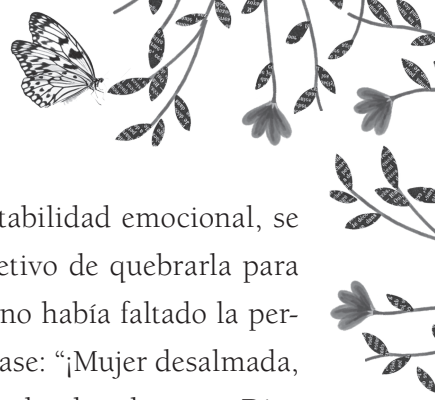 tabilidad emocional, se
etivo de quebrarla para
no había faltado la per-
ase: “¡Mujer desalmada,